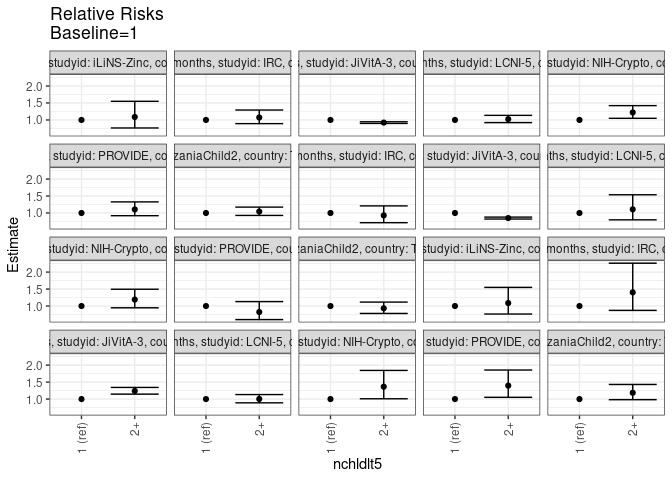 Relative Risks
Baseline=1
studyid: iLiNS-Zinc, co
months, studyid: IRC, c
s, studyid: JiVitA-3, cou
ths, studyid: LCNI-5, c
studyid: NIH-Crypto, co
studyid: PROVIDE, co
zaniaChild2, country: T
months, studyid: IRC, c
studyid: JiVitA-3, coun
ths, studyid: LCNI-5, co
studyid: NIH-Crypto, co
studyid: PROVIDE, cou
zaniaChild2, country: T
studyid: iLiNS-Zinc, co
months, studyid: IRC, c
s, studyid: JiVitA-3, cou
nths, studyid: LCNI-5, c
studyid: NIH-Crypto, co
studyid: PROVIDE, co
zaniaChild2, country:
2.0
1.5
1.0
2.0
1.5
1.0
2.0
1.5
1.0
2.0
1.5
1.0
Estimate
1 (ref)
2+
1 (ref)
2+
1 (ref)
2+
1 (ref)
2+
1 (ref)
2+
nchldlt5